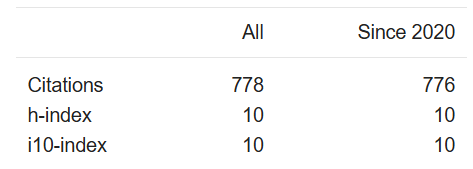 All Since 2020
Citations 778 776
h-index 10 10
i10-index 10 10